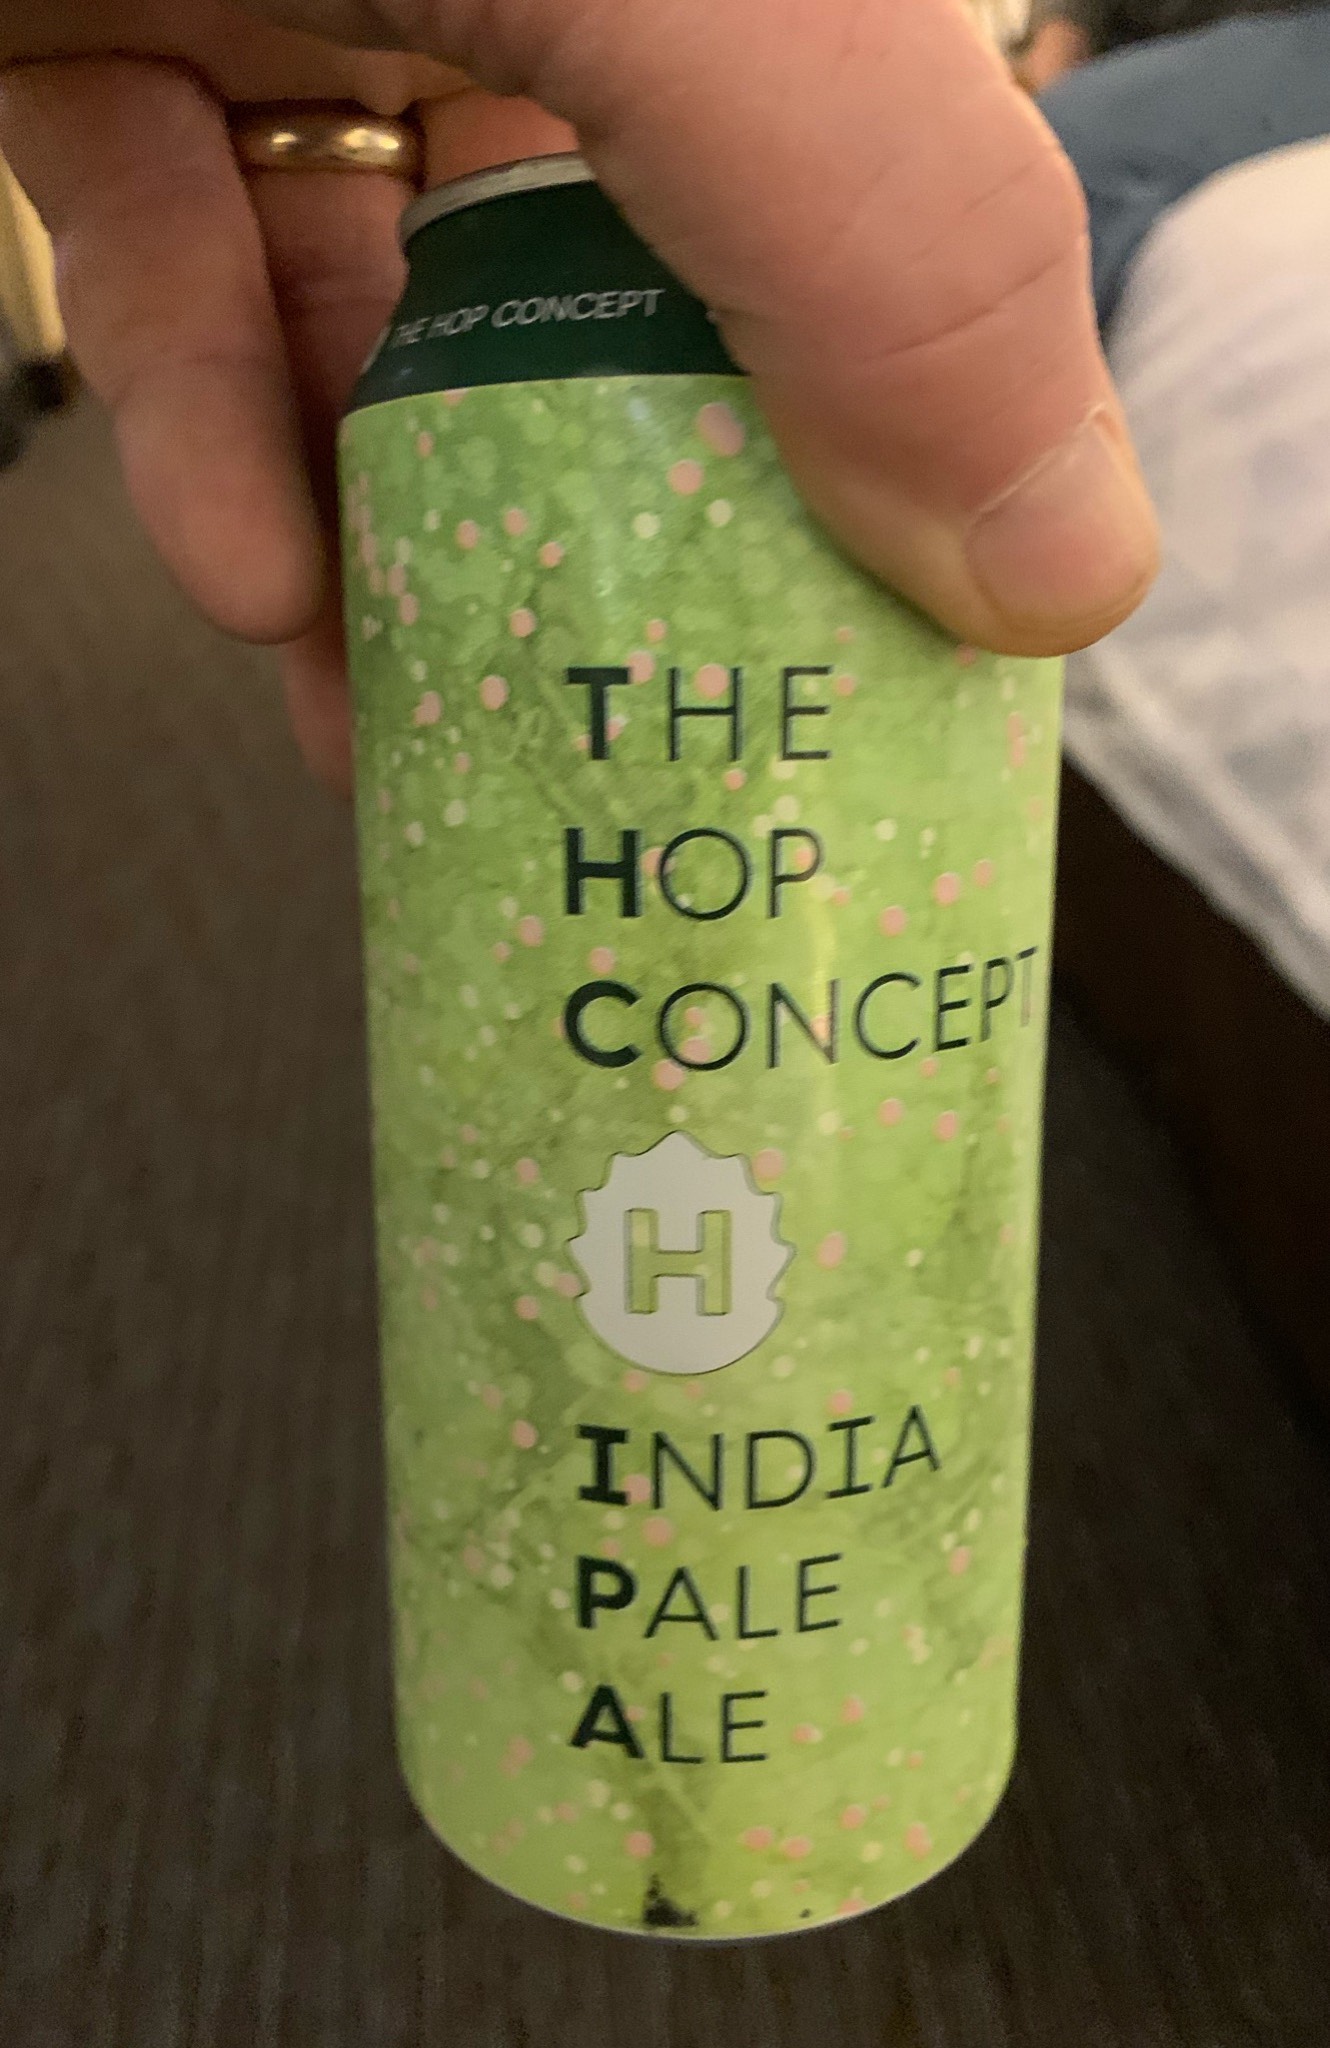 THE HOP CONCEPT
THE
HOP
CONCEPT
H
INDIA
PALE
ALE